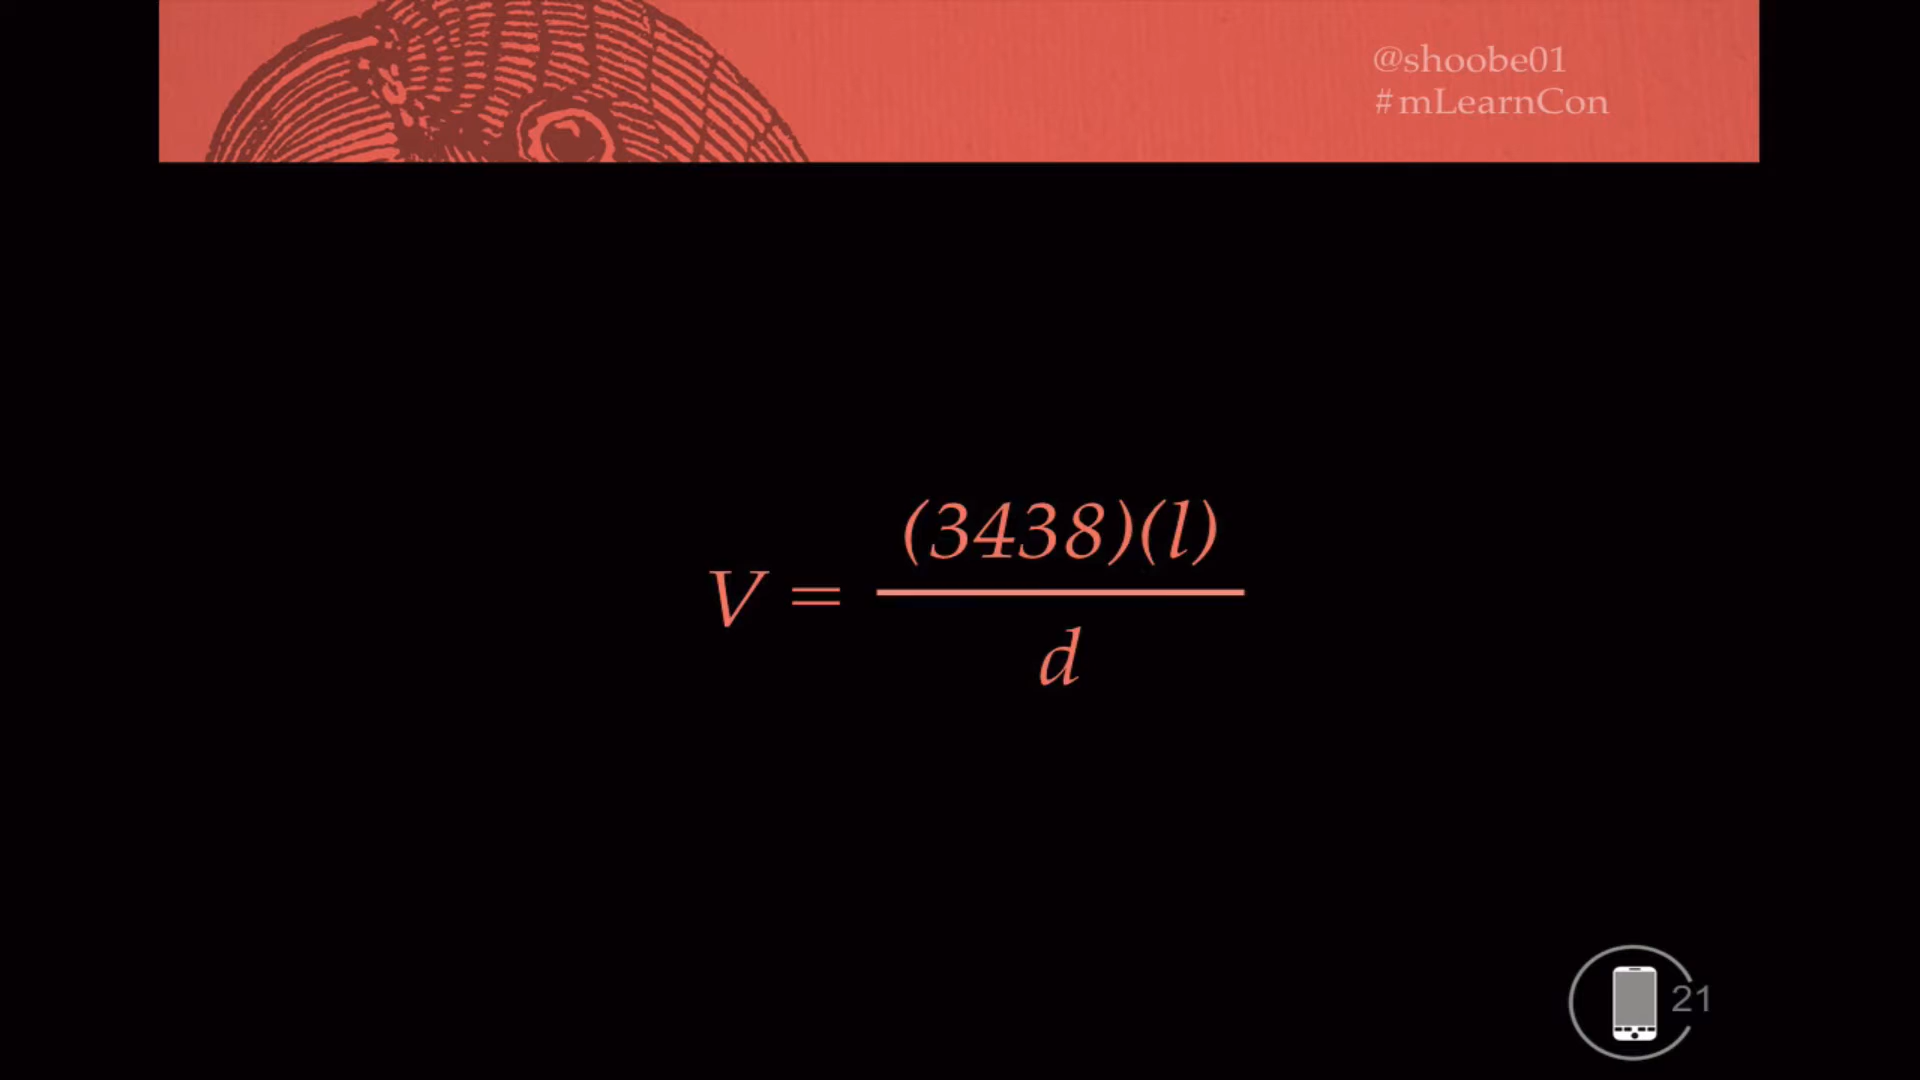 @shoobe01
#mLearnCon
V = (3438)(l)
d
21